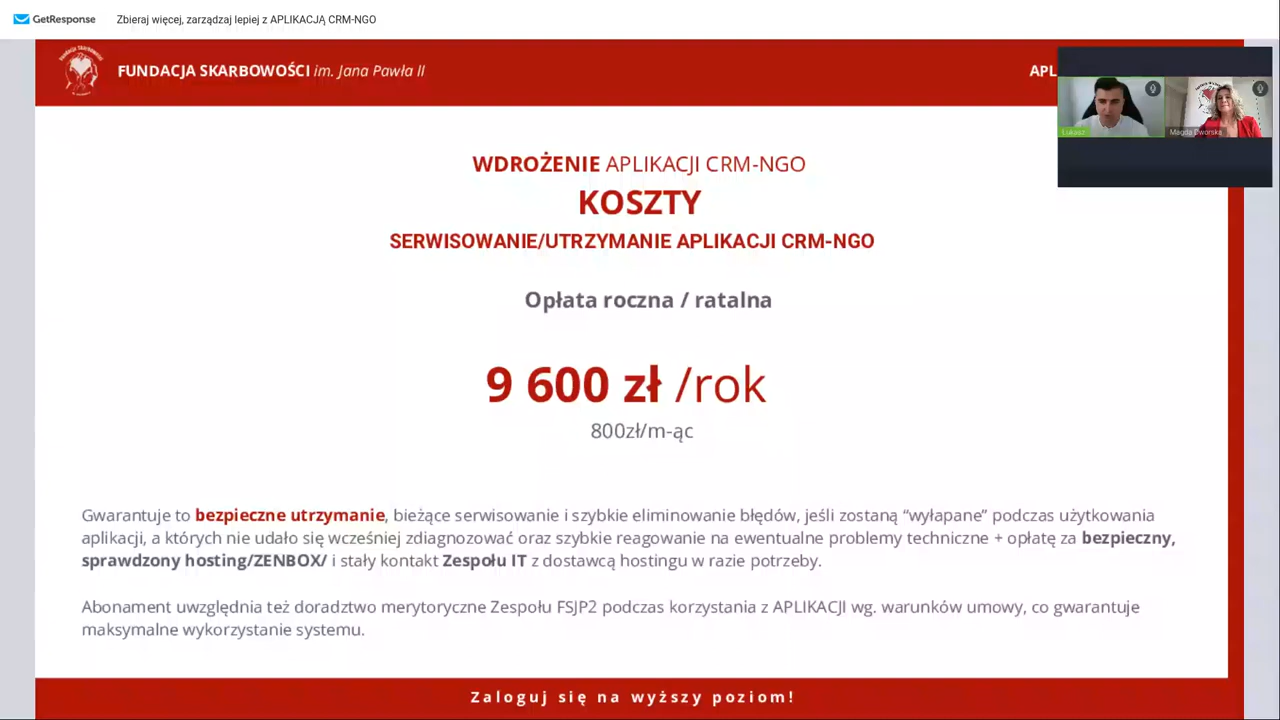 GetResponse
Zbieraj więcej, zarządzaj lepiej z APLIKACJĄ CRM-NGO
FUNDACJA SKARBOWOŚCI im. Jana Pawła II
APL
Łukasz
Magda Dworska
WDROŻENIE APLIKACJI CRM-NGO
KOSZTY
SERWISOWANIE/UTRZYMANIE APLIKACJI CRM-NGO
Opłata roczna / ratalna
9 600 zł /rok
800zł/m-ąc
Gwarantuje to bezpieczne utrzymanie, bieżące serwisowanie i szybkie eliminowanie błędów, jeśli zostaną “wyłapane” podczas użytkowania
aplikacji, a których nie udało się wcześniej zdiagnozować oraz szybkie reagowanie na ewentualne problemy techniczne + opłatę za bezpieczny,
sprawdzony hosting/ZENBOX/ i stały kontakt Zespołu IT z dostawcą hostingu w razie potrzeby.
Abonament uwzględnia też doradztwo merytoryczne Zespołu FSJP2 podczas korzystania z APLIKACJI wg. warunków umowy, co gwarantuje
maksymalne wykorzystanie systemu.
Zaloguj się na wyższy poziom!